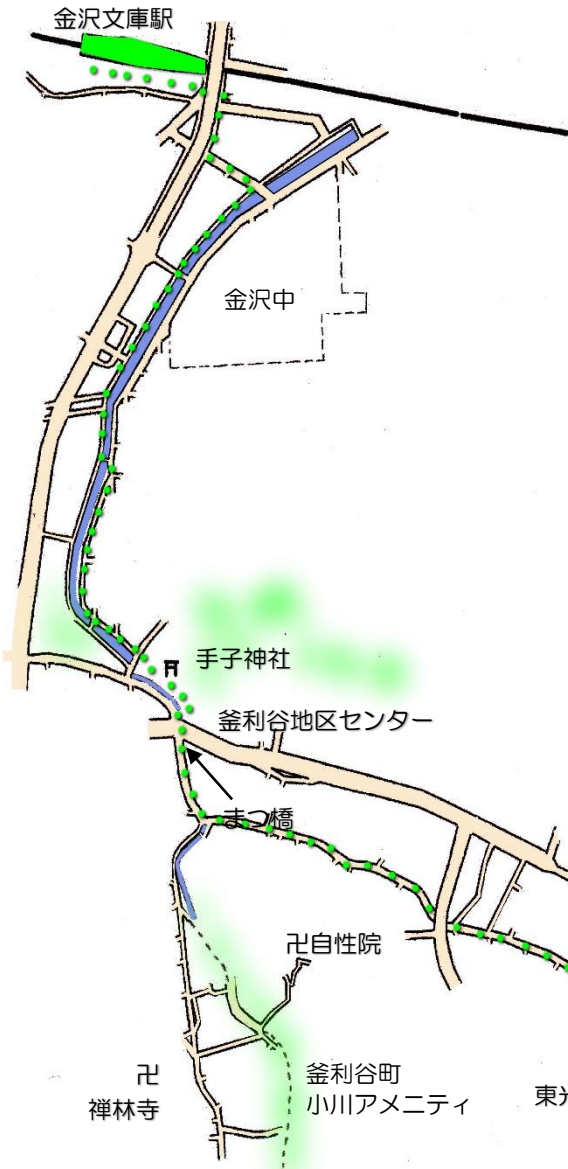 金沢文庫駅
金沢中
手子神社
釜利谷地区センター
まつ橋
卍自性院
卍
禅林寺
釜利谷町
小川アメニティ
東光